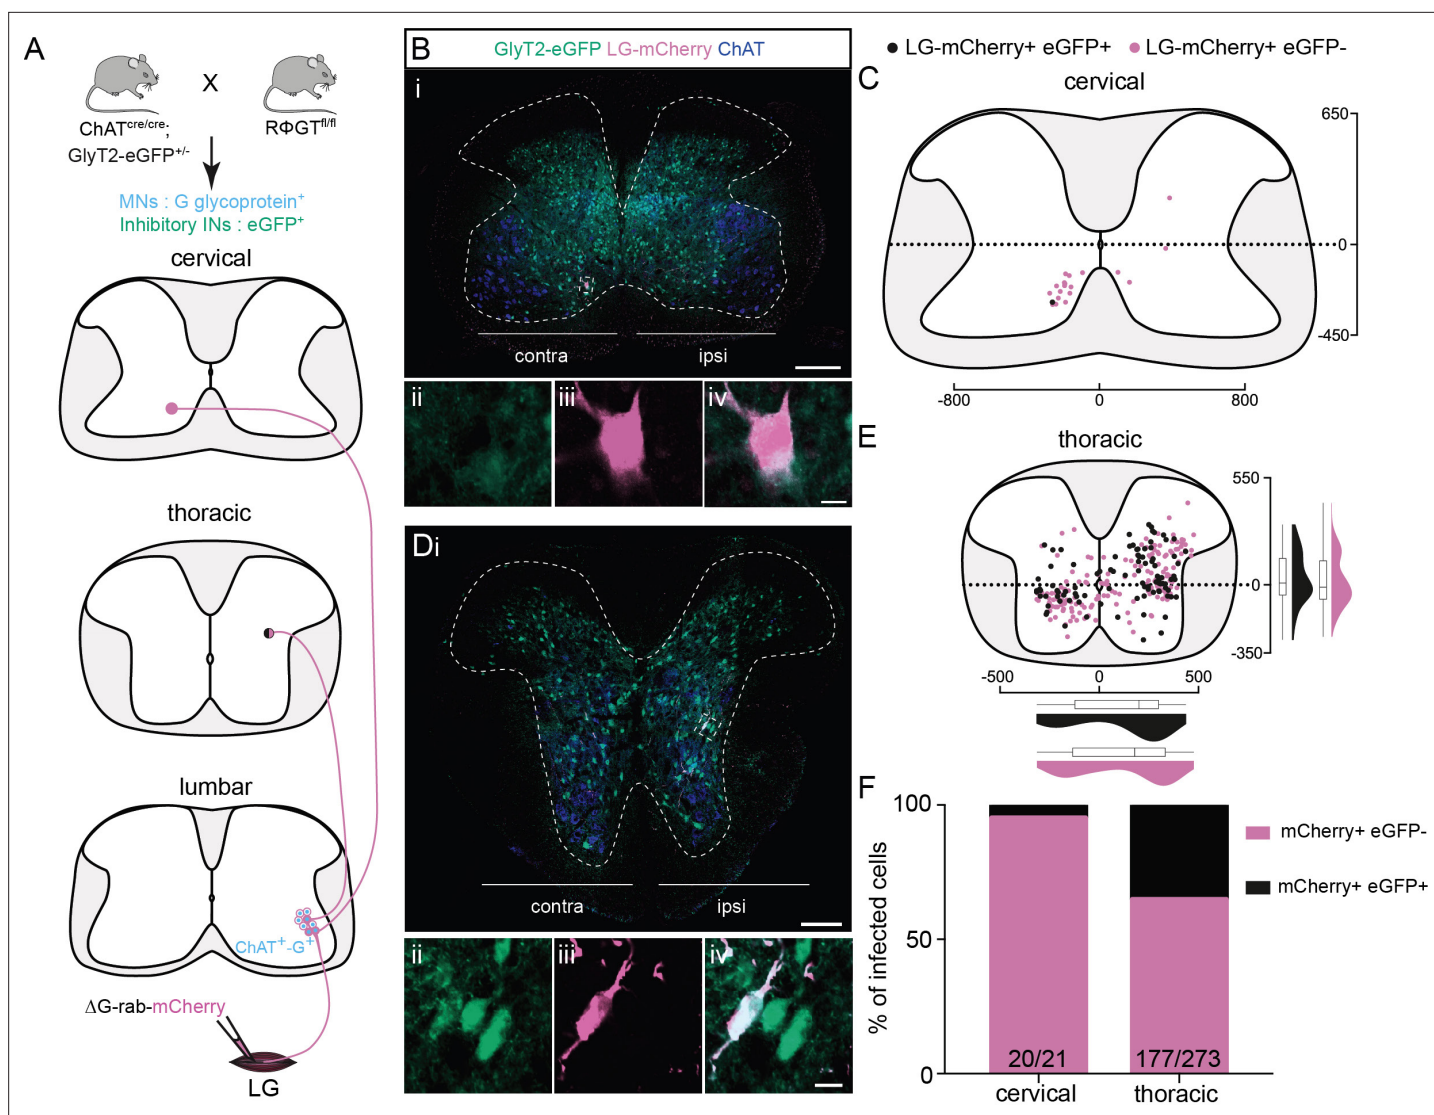 A
X
ChAT^cre/cre;
GlyT2-eGFP^+/-
RΦGT^fl/fl
MNs : G glycoprotein⁺
Inhibitory INs : eGFP⁺
cervical
thoracic
lumbar
ChAT⁺-G⁺
ΔG-rab-mCherry
LG
B
GlyT2-eGFP LG-mCherry ChAT
i
contra
ipsi
ii
iii
iv
Di
contra
ipsi
ii
iii
iv
LG-mCherry+ eGFP+
LG-mCherry+ eGFP-
C
cervical
650
0
-450
-800
0
800
E
thoracic
550
0
-350
-500
0
500
F
% of infected cells
100
50
0
20/21
177/273
cervical
thoracic
mCherry+ eGFP-
mCherry+ eGFP+